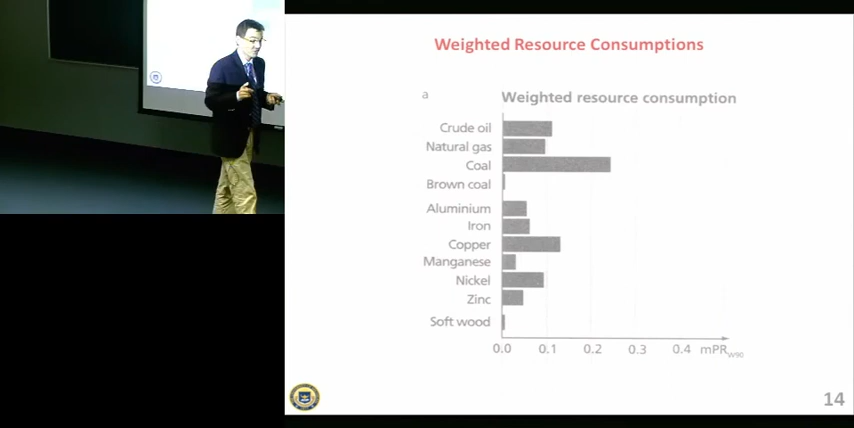 Weighted Resource Consumptions
a
Weighted resource consumption
Crude oil
Natural gas
Coal
Brown coal
Aluminium
Iron
Copper
Manganese
Nickel
Zinc
Soft wood
0.0 0.1 0.2 0.3 0.4 mPRW90
14